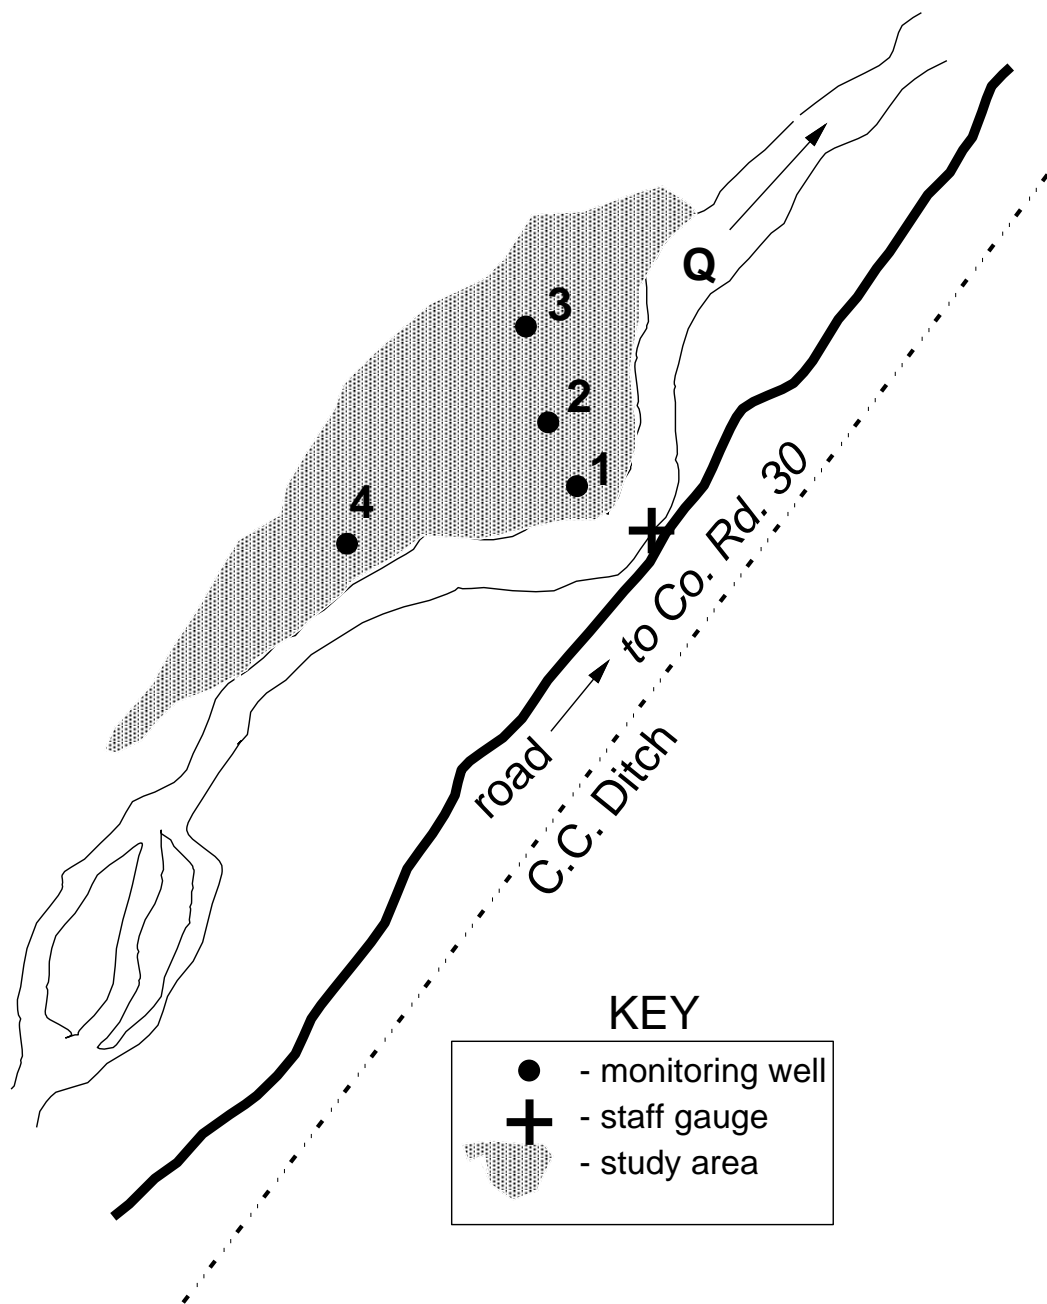 Q
3
2
1
4
to Co. Rd. 30
road
C.C. Ditch
KEY
- monitoring well
- staff gauge
- study area